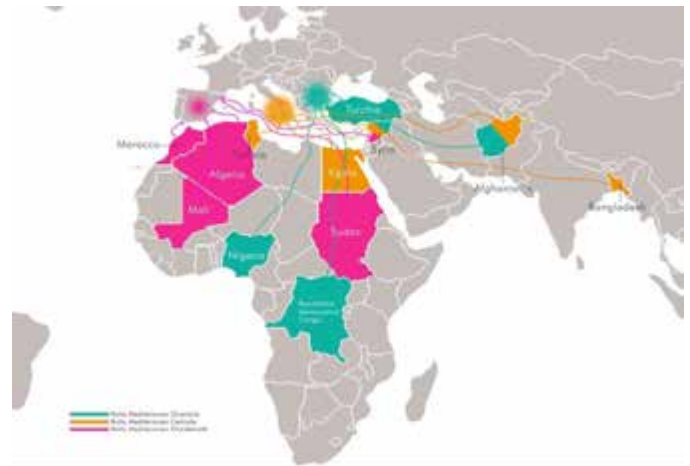 Turchia
Morocco
Tunisia
Siria
Algeria
Egitto
Afghanistan
Mali
Bangladesh
Sudan
Nigeria
Repubblica
Democratica
Congo
Rotta Mediterraneo Orientale
Rotta Mediterraneo Centrale
Rotta Mediterraneo Occidentale